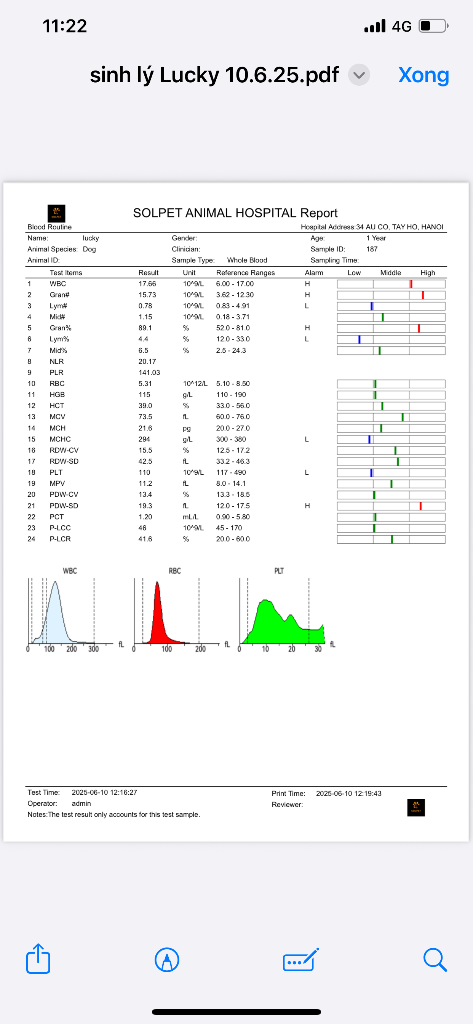 11:22 4G
sinh lý Lucky 10.6.25.pdf Xong
SOLPET ANIMAL HOSPITAL Report
Blood Routine Hospital Address:34 AU CO, TAY HO, HANOI
Name: lucky Gender: Age: 1 Year
Animal Species: Dog Clinician: Sample ID: 187
Animal ID: Sample Type: Whole Blood Sampling Time:
Test Items Result Unit Reference Ranges Alarm Low Middle High
1 WBC 17.66 10^9/L 6.00 - 17.00 H
2 Gran# 15.73 10^9/L 3.62 - 12.30 H
3 Lym# 0.78 10^9/L 0.83 - 4.91 L
4 Mid# 1.15 10^9/L 0.18 - 3.71
5 Gran% 89.1 % 52.0 - 81.0 H
6 Lym% 4.4 % 12.0 - 33.0 L
7 Mid% 6.5 % 2.5 - 24.3
8 NLR 20.17
9 PLR 141.03
10 RBC 5.31 10^12/L 5.10 - 8.50
11 HGB 115 g/L 110 - 190
12 HCT 39.0 % 33.0 - 56.0
13 MCV 73.5 fL 60.0 - 76.0
14 MCH 21.6 pg 20.0 - 27.0
15 MCHC 294 g/L 300 - 380 L
16 RDW-CV 15.5 % 12.5 - 17.2
17 RDW-SD 42.5 fL 33.2 - 46.3
18 PLT 110 10^9/L 117 - 490 L
19 MPV 11.2 fL 8.0 - 14.1
20 PDW-CV 13.4 % 13.3 - 18.5
21 PDW-SD 19.3 fL 12.0 - 17.5 H
22 PCT 1.20 mL/L 0.90 - 5.80
23 P-LCC 46 10^9/L 45 - 170
24 P-LCR 41.6 % 20.0 - 60.0
WBC RBC PLT
0 100 200 300 fL 0 100 200 fL 0 10 20 30 fL
Test Time: 2025-06-10 12:16:27 Print Time: 2025-06-10 12:19:43
Operator: admin Reviewer:
Notes:The test result only accounts for this test sample.